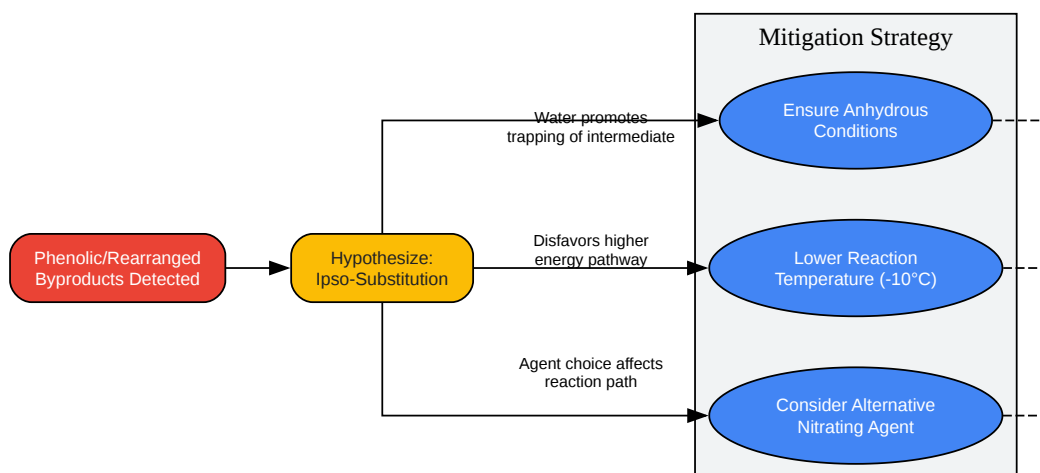 Mitigation Strategy
Water promotes
trapping of intermediate
Ensure Anhydrous
Conditions
Phenolic/Rearranged
Byproducts Detected
Hypothesize:
Ipso-Substitution
Disfavors higher
energy pathway
Lower Reaction
Temperature (-10°C)
Agent choice affects
reaction path
Consider Alternative
Nitrating Agent